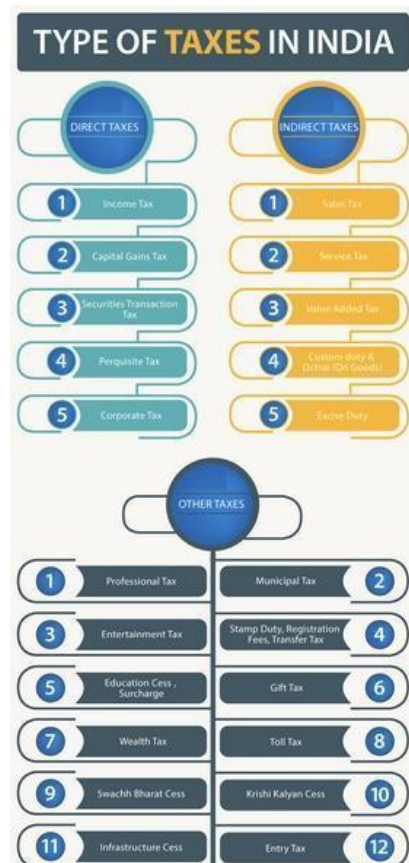 TYPE OF TAXES IN INDIA
DIRECT TAXES
1
Income Tax
2
Capital Gains Tax
3
Securities Transaction
Tax
4
Perquisite Tax
5
Corporate Tax
INDIRECT TAXES
1
Sales Tax
2
Service Tax
3
Value Added Tax
4
Custom duty &
Octroi (On Goods)
5
Excise Duty
OTHER TAXES
1
Professional Tax
Municipal Tax
2
3
Entertainment Tax
Stamp Duty, Registration
Fees, Transfer Tax
4
5
Education Cess ,
Surcharge
Gift Tax
6
7
Wealth Tax
Toll Tax
8
9
Swachh Bharat Cess
Krishi Kalyan Cess
10
11
Infrastructure Cess
Entry Tax
12